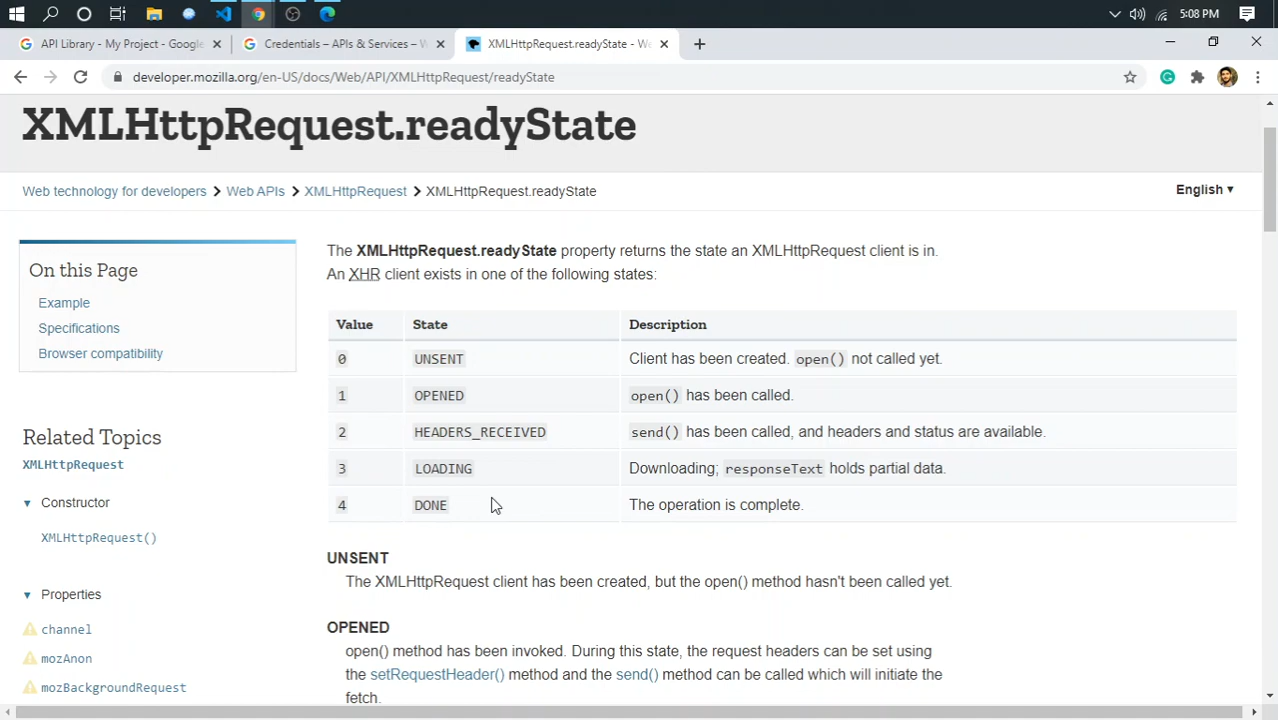 5:08 PM
API Library - My Project - Google
Credentials – APIs & Services – W
XMLHttpRequest.readyState - We
developer.mozilla.org/en-US/docs/Web/API/XMLHttpRequest/readyState
XMLHttpRequest.readyState
Web technology for developers > Web APIs > XMLHttpRequest > XMLHttpRequest.readyState
English ▼
On this Page
Example
Specifications
Browser compatibility
Related Topics
XMLHttpRequest
▼ Constructor
XMLHttpRequest()
▼ Properties
channel
mozAnon
mozBackgroundRequest
The XMLHttpRequest.readyState property returns the state an XMLHttpRequest client is in.
An XHR client exists in one of the following states:
Value State Description
0 UNSENT Client has been created. open() not called yet.
1 OPENED open() has been called.
2 HEADERS_RECEIVED send() has been called, and headers and status are available.
3 LOADING Downloading; responseText holds partial data.
4 DONE The operation is complete.
UNSENT
The XMLHttpRequest client has been created, but the open() method hasn't been called yet.
OPENED
open() method has been invoked. During this state, the request headers can be set using
the setRequestHeader() method and the send() method can be called which will initiate the
fetch.